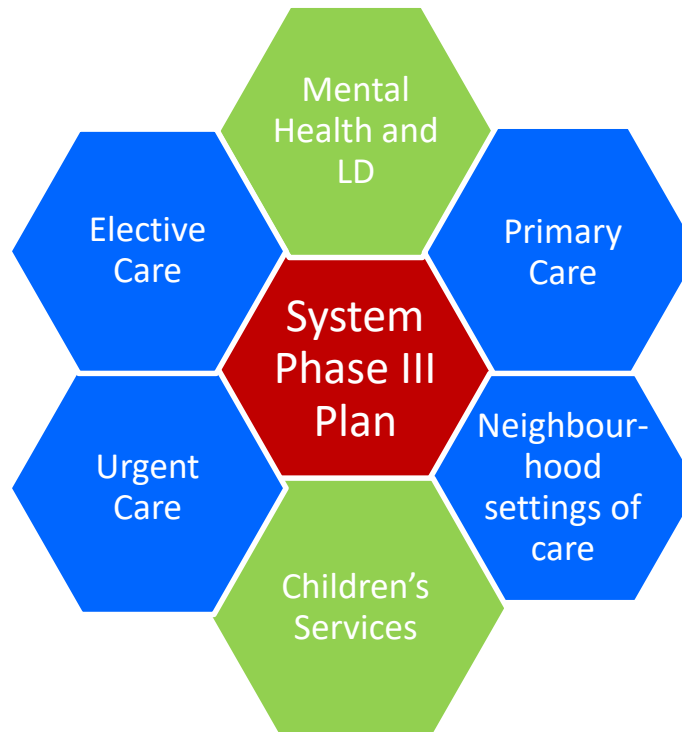 Mental
Health and
LD
Elective
Care
Primary
Care
System
Phase III
Plan
Urgent
Care
Neighbour-
hood
settings of
care
Children’s
Services